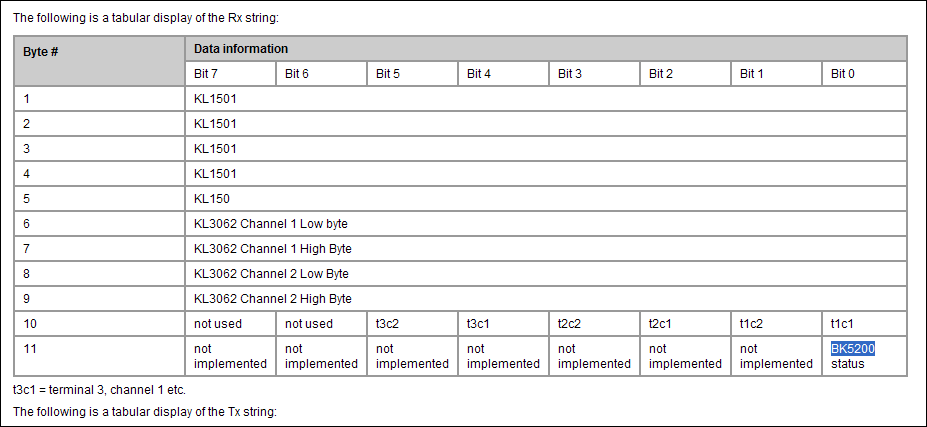 The following is a tabular display of the Rx string:
Byte # Data information
Bit 7 Bit 6 Bit 5 Bit 4 Bit 3 Bit 2 Bit 1 Bit 0
1 KL1501
2 KL1501
3 KL1501
4 KL1501
5 KL150
6 KL3062 Channel 1 Low byte
7 KL3062 Channel 1 High Byte
8 KL3062 Channel 2 Low Byte
9 KL3062 Channel 2 High Byte
10 not used not used t3c2 t3c1 t2c2 t2c1 t1c2 t1c1
11 not not not not not not not BK5200
implemented implemented implemented implemented implemented implemented implemented status
t3c1 = terminal 3, channel 1 etc.
The following is a tabular display of the Tx string: